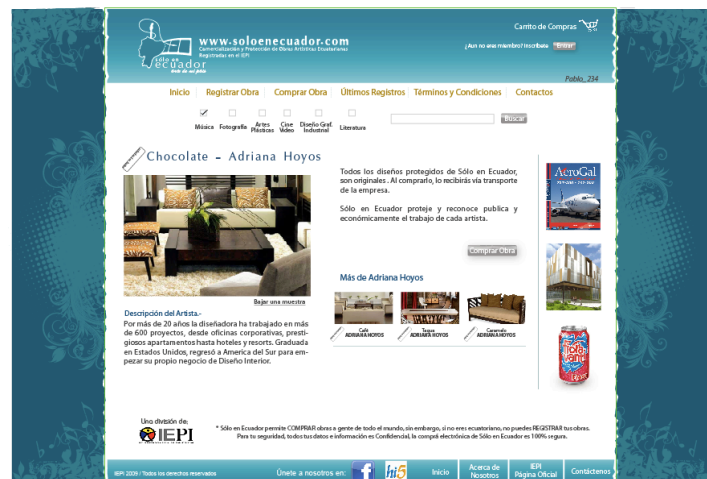 Carrito de Compras
www.soloenecuador.com
Comercialización y Protección de Obras Artísticas Ecuatorianas
Registradas en el IEPI
¿Aun no eres miembro? Inscríbete Entrar
sólo en
ecuador
Pablo_234
Inicio Registrar Obra Comprar Obra Últimos Registros Términos y Condiciones Contactos
Música Fotografía Artes Plásticas Cine Video Diseño Graf. Industrial Literatura
Buscar
Chocolate - Adriana Hoyos
Todos los diseños protegidos de Sólo en Ecuador,
son originales. Al comprarlo, lo recibirás vía transporte
de la empresa.
Sólo en Ecuador proteje y reconoce publica y
económicamente el trabajo de cada artista.
AeroGal
Comprar Obra
Más de Adriana Hoyos
Bajar una muestra
Café
ADRIANA HOYOS
ADRIANA HOYOS
Caramelo
ADRIANA HOYOS
Descripción del Artista.-
Por más de 20 años la diseñadora ha trabajado en más
de 600 proyectos, desde oficinas corporativas, presti-
giosos apartamentos hasta hoteles y resorts. Graduada
en Estados Unidos, regresó a America del Sur para em-
pezar su propio negocio de Diseño Interior.
Una división de:
IEPI
* Sólo en Ecuador permite COMPRAR obras a gente de todo el mundo, sin embargo, si no eres ecuatoriano, no puedes REGISTRAR tus obras.
Para tu seguridad, todos tus datos e información es Confidencial, la compra electrónica de Sólo en Ecuador es 100% segura.
IEPI 2009 / Todos los derechos reservados
Únete a nosotros en: f hi5
Inicio
Acerca de Nosotros
IEPI Página Oficial
Contáctenos